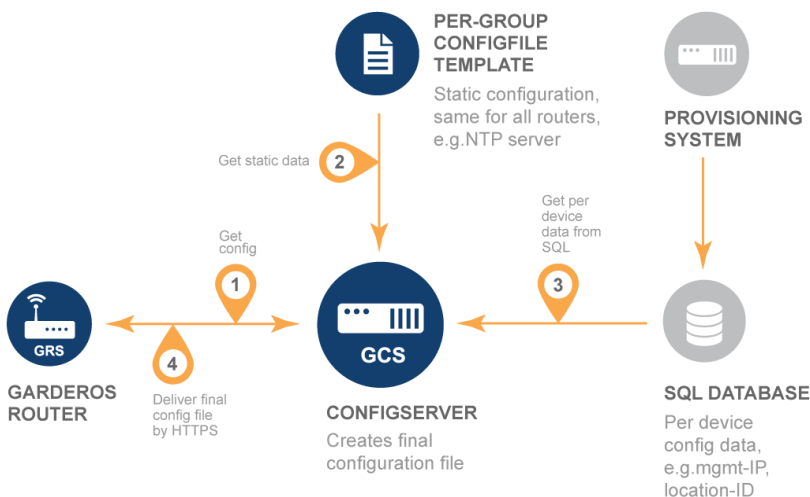 PER-GROUP
CONFIGFILE
TEMPLATE
Static configuration,
same for all routers,
e.g.NTP server
PROVISIONING
SYSTEM
Get static data
2
Get per
device
data from
SQL
3
Get
config
1
GRS
GCS
4
GARDEROS
ROUTER
Deliver final
config file
by HTTPS
CONFIGSERVER
Creates final
configuration file
SQL DATABASE
Per device
config data,
e.g.mgmt-IP,
location-ID